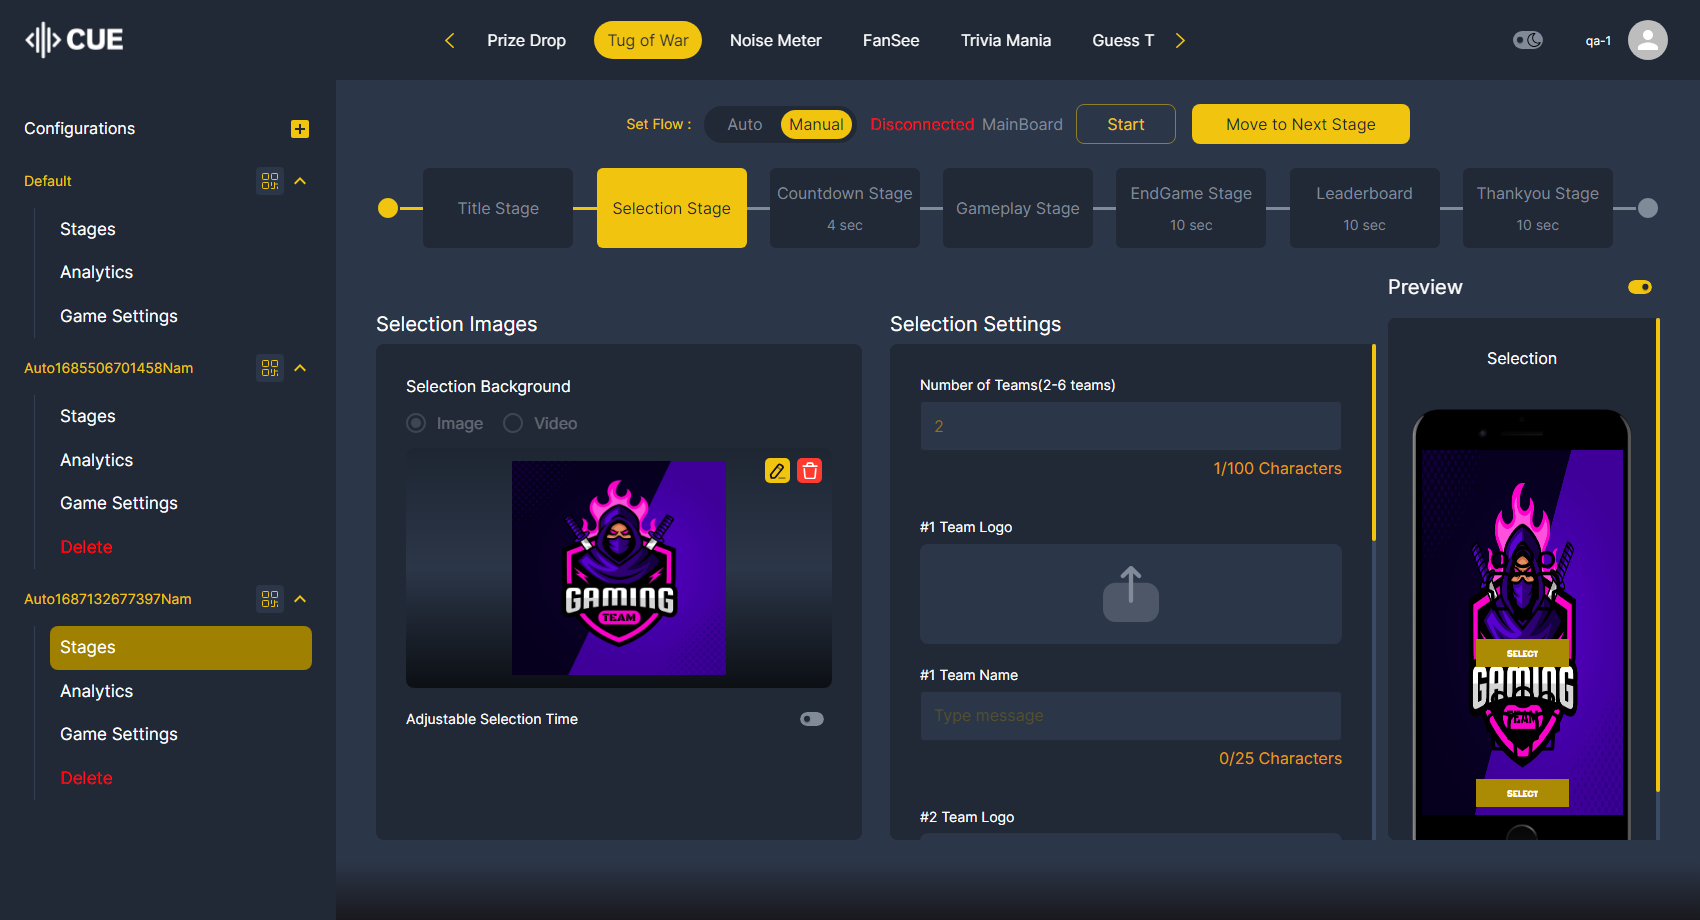 CUE
Prize Drop
Tug of War
Noise Meter
FanSee
Trivia Mania
Guess T
qa-1
Configurations
Default
Stages
Analytics
Game Settings
Auto1685506701458Nam
Stages
Analytics
Game Settings
Delete
Auto1687132677397Nam
Stages
Analytics
Game Settings
Delete
Set Flow :
Auto
Manual
Disconnected MainBoard
Start
Move to Next Stage
Title Stage
Selection Stage
Countdown Stage
4 sec
Gameplay Stage
EndGame Stage
10 sec
Leaderboard
10 sec
Thankyou Stage
10 sec
Selection Images
Selection Background
Image
Video
GAMING
TEAM
Adjustable Selection Time
Selection Settings
Number of Teams(2-6 teams)
2
1/100 Characters
#1 Team Logo
#1 Team Name
Type message
0/25 Characters
#2 Team Logo
Preview
Selection
SELECT
GAMING
TEAM
SELECT